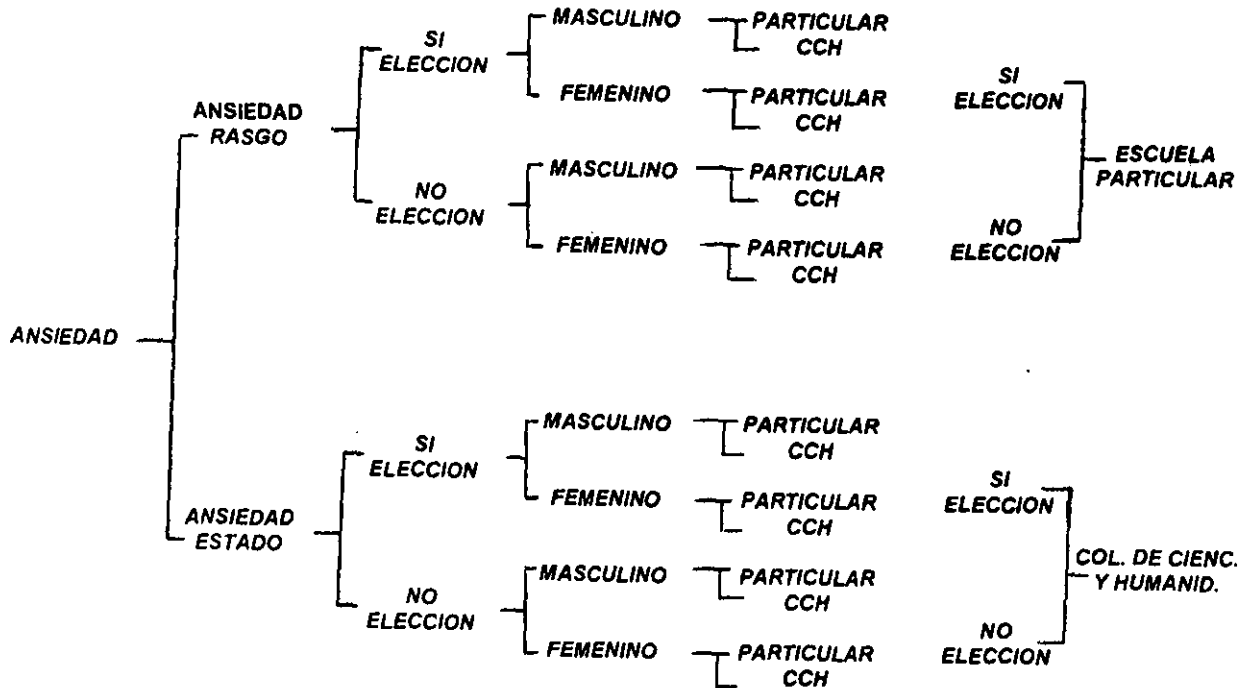 MASCULINO
PARTICULAR
CCH
SI
ELECCION
FEMENINO
PARTICULAR
CCH
ANSIEDAD
RASGO
MASCULINO
PARTICULAR
CCH
NO
ELECCION
FEMENINO
PARTICULAR
CCH
SI
ELECCION
NO
ELECCION
ESCUELA
PARTICULAR
ANSIEDAD
MASCULINO
PARTICULAR
CCH
SI
ELECCION
FEMENINO
PARTICULAR
CCH
ANSIEDAD
ESTADO
MASCULINO
PARTICULAR
CCH
NO
ELECCION
FEMENINO
PARTICULAR
CCH
SI
ELECCION
NO
ELECCION
COL. DE CIENC.
Y HUMANID.